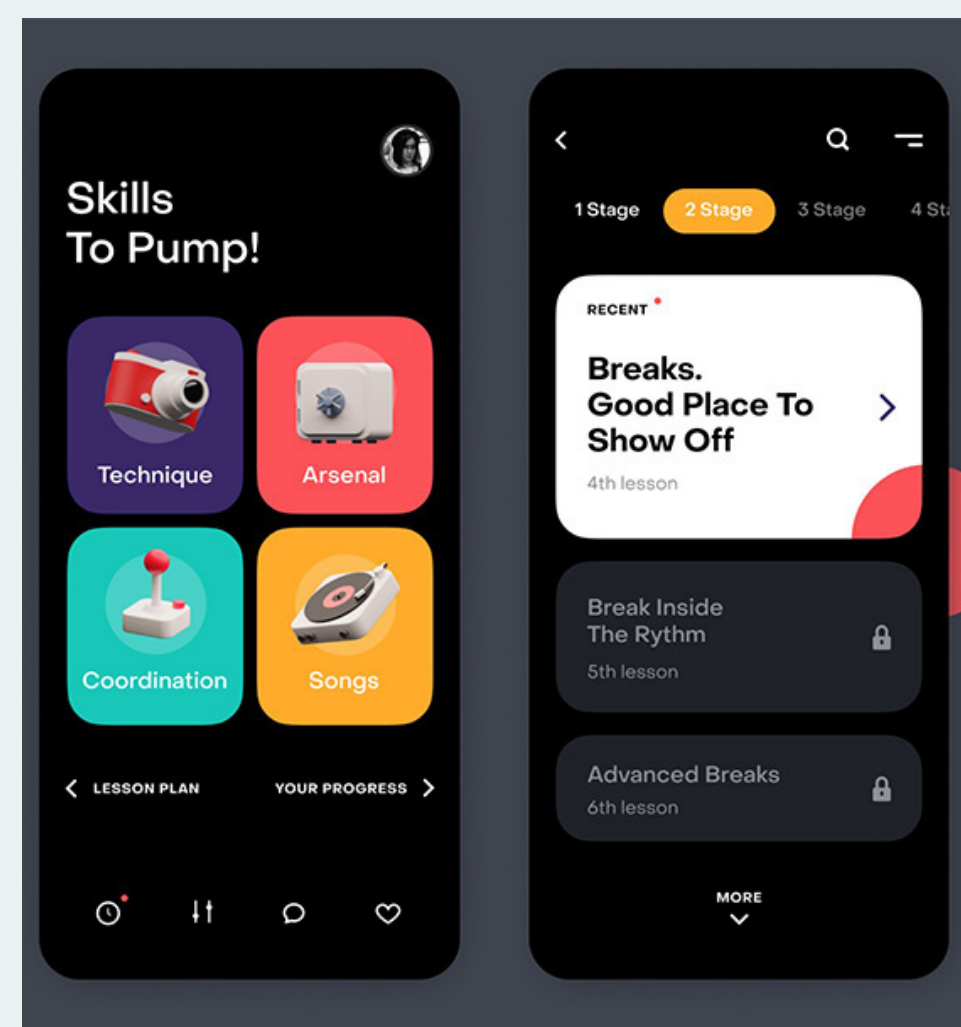 Skills
To Pump!
Technique
Arsenal
Coordination
Songs
LESSON PLAN
YOUR PROGRESS
1 Stage
2 Stage
3 Stage
RECENT
Breaks.
Good Place To
Show Off
4th lesson
Break Inside
The Rythm
5th lesson
Advanced Breaks
6th lesson
MORE